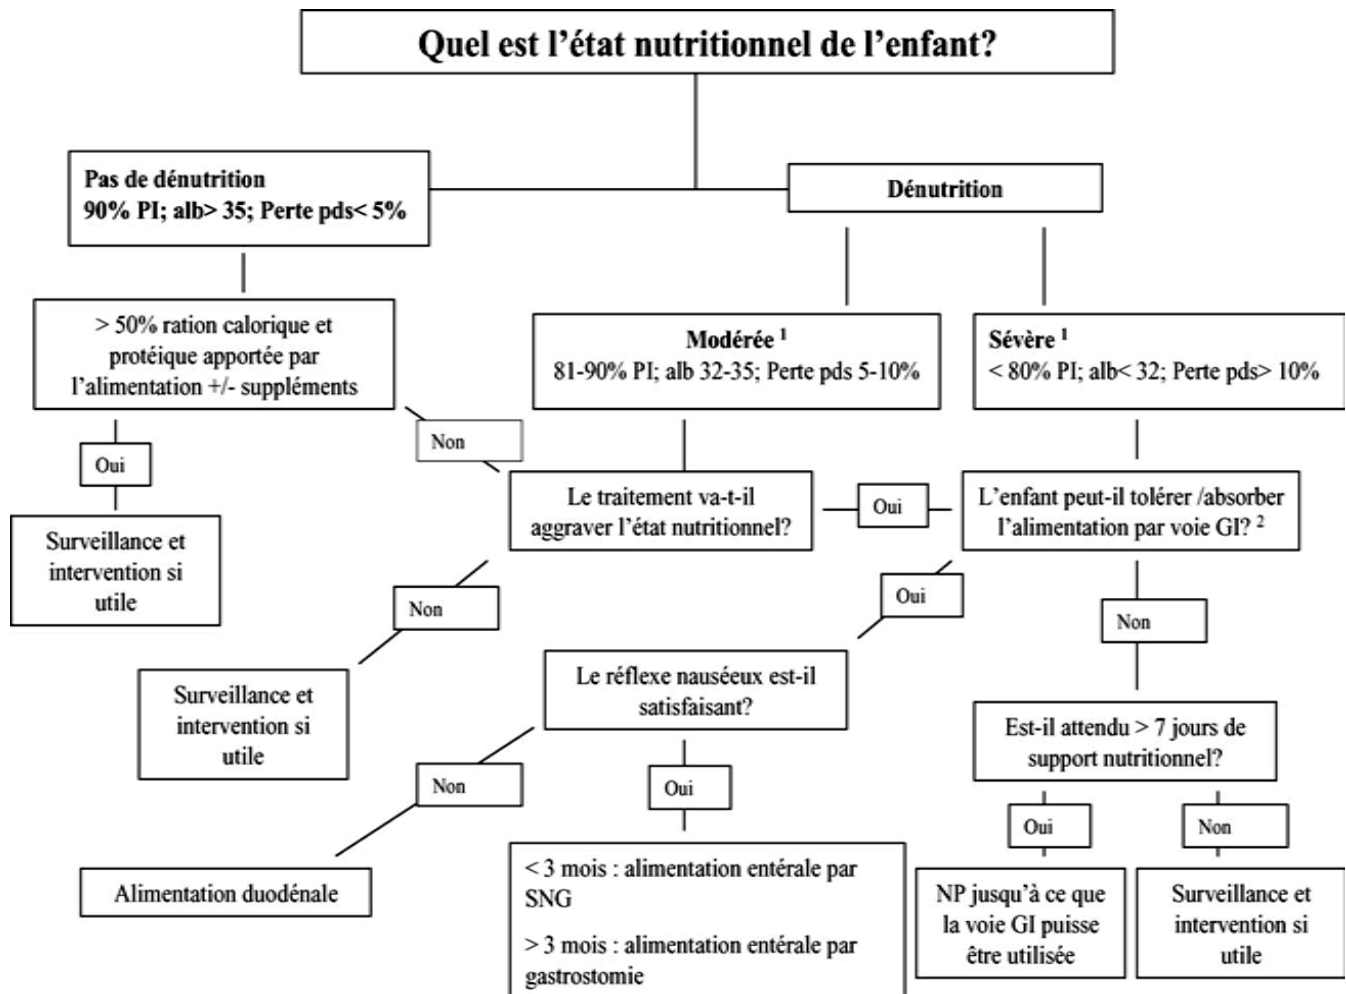 Quel est l’état nutritionnel de l’enfant?
Pas de dénutrition
90% PI; alb> 35; Perte pds< 5%
Dénutrition
> 50% ration calorique et
protéique apportée par
l’alimentation +/- suppléments
Modérée ¹
81-90% PI; alb 32-35; Perte pds 5-10%
Sévère ¹
< 80% PI; alb< 32; Perte pds> 10%
Oui
Non
Surveillance et
intervention si
utile
Le traitement va-t-il
aggraver l’état nutritionnel?
Oui
L’enfant peut-il tolérer /absorber
l’alimentation par voie GI? ²
Non
Oui
Non
Surveillance et
intervention si
utile
Le réflexe nauséeux est-il
satisfaisant?
Est-il attendu > 7 jours de
support nutritionnel?
Non
Oui
Oui
Non
Alimentation duodénale
< 3 mois : alimentation entérale par
SNG
> 3 mois : alimentation entérale par
gastrostomie
NP jusqu’à ce que
la voie GI puisse
être utilisée
Surveillance et
intervention si
utile